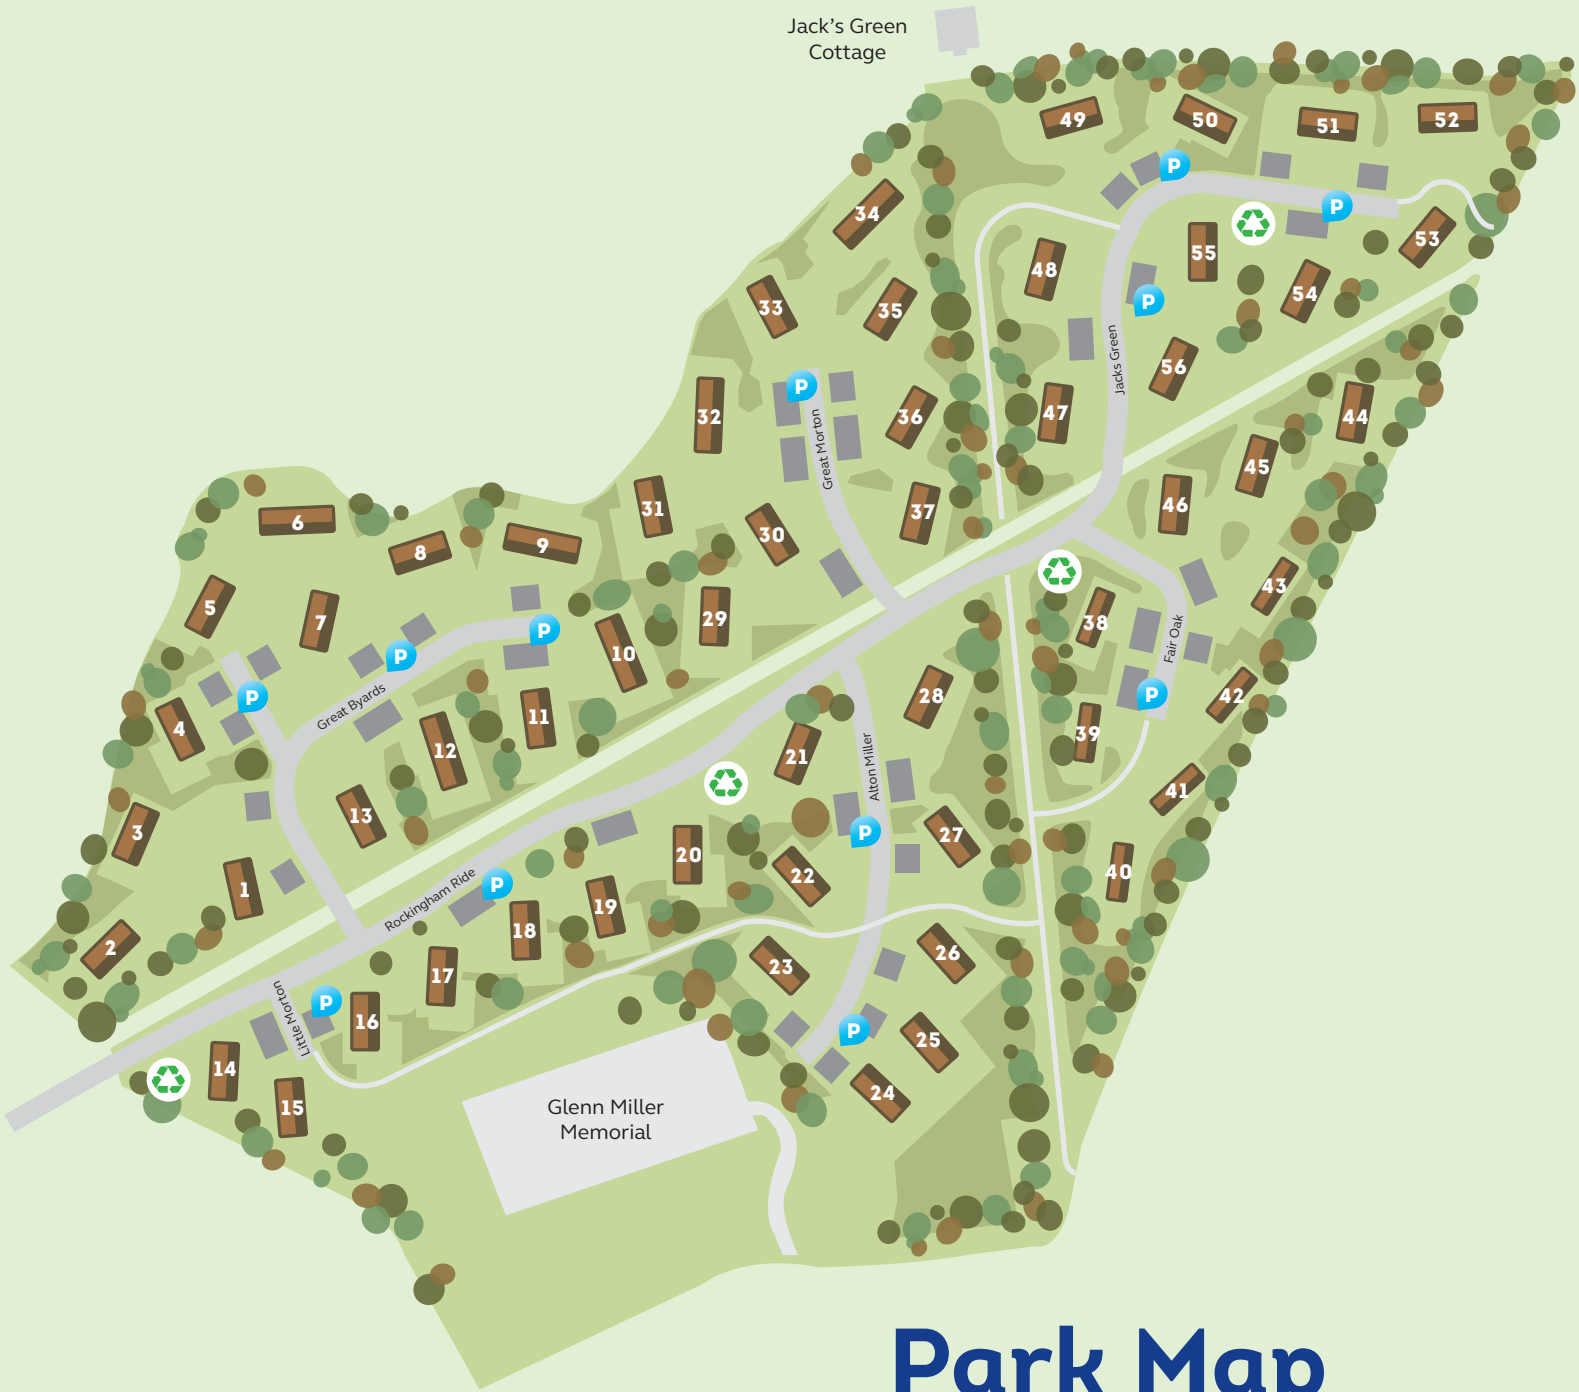 Jack's Green
Cottage
49
50
51
52
P
34
P
55
53
48
54
33
35
P
Jacks Green
56
P
32
36
47
44
Great Morton
45
31
46
6
37
30
8
9
43
5
7
29
38
P
10
Fair Oak
P
P
28
42
P
Great Byards
11
4
39
12
21
Alton Miller
41
13
3
P
27
20
40
22
Rockingham Ride
P
1
19
18
2
26
23
17
Little Morton
P
16
P
25
14
24
15
Glenn Miller
Memorial
Park Map